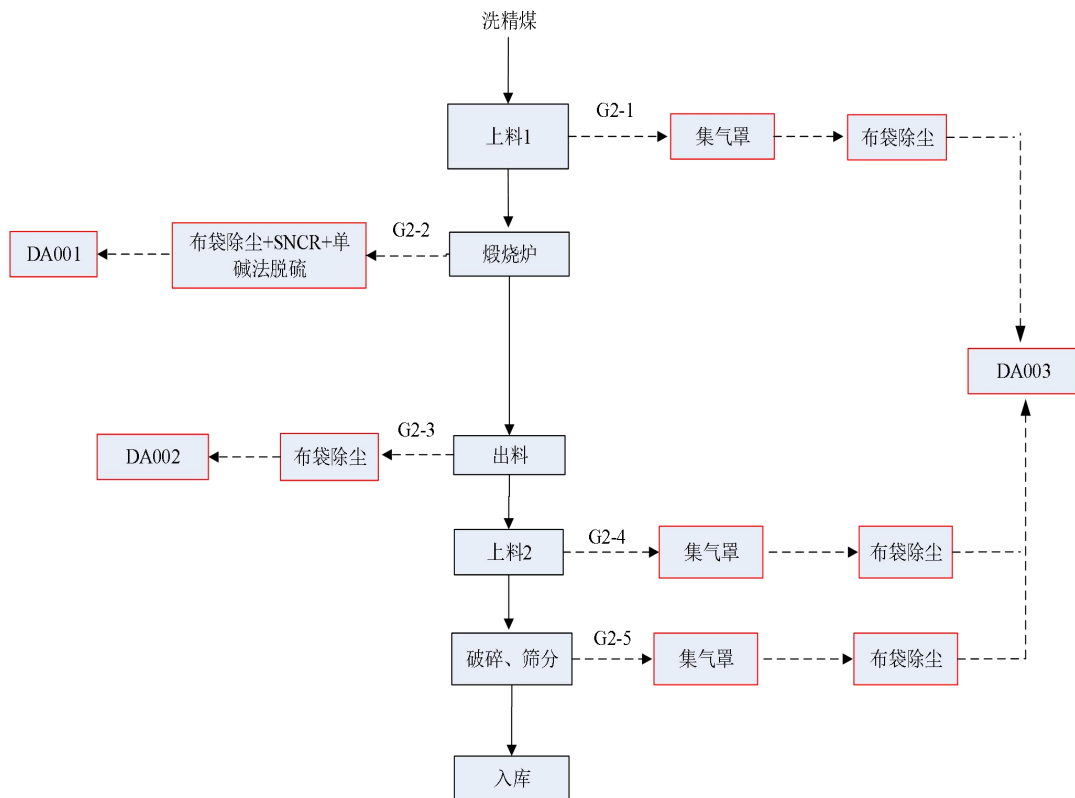 洗精煤
G2-1
上料1
集气罩
布袋除尘
G2-2
DA001
布袋除尘+SNCR+单
碱法脱硫
煅烧炉
DA003
G2-3
DA002
布袋除尘
出料
G2-4
上料2
集气罩
布袋除尘
G2-5
破碎、筛分
集气罩
布袋除尘
入库